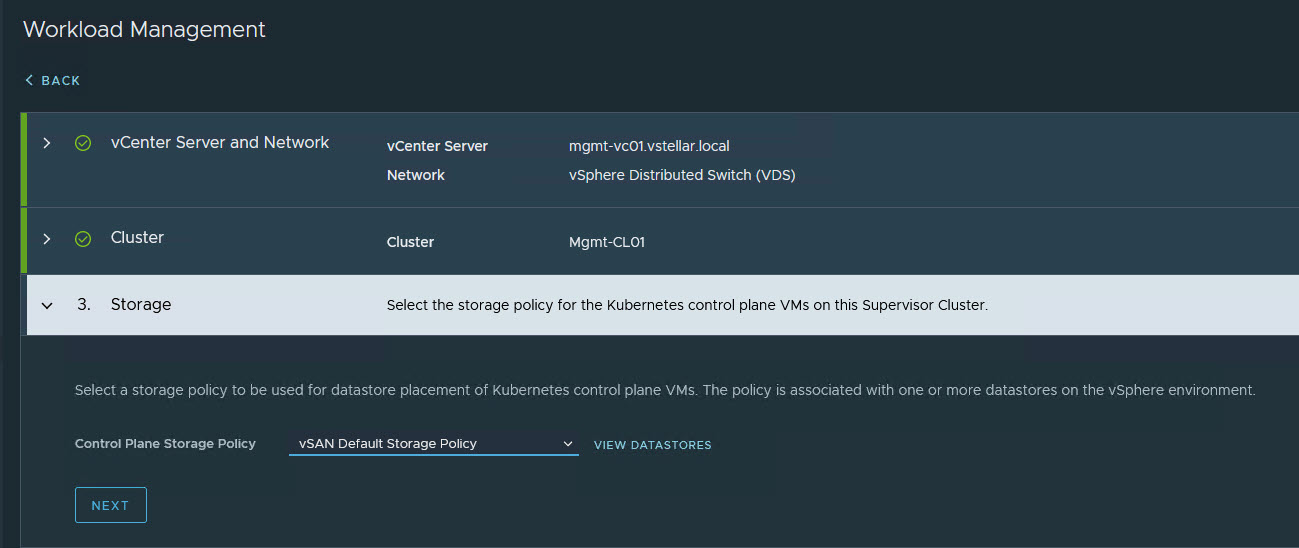 Workload Management
BACK
vCenter Server and Network
vCenter Server mgmt-vc01.vstellar.local
Network vSphere Distributed Switch (VDS)
Cluster Cluster Mgmt-CL01
3. Storage Select the storage policy for the Kubernetes control plane VMs on this Supervisor Cluster.
Select a storage policy to be used for datastore placement of Kubernetes control plane VMs. The policy is associated with one or more datastores on the vSphere environment.
Control Plane Storage Policy vSAN Default Storage Policy VIEW DATASTORES
NEXT